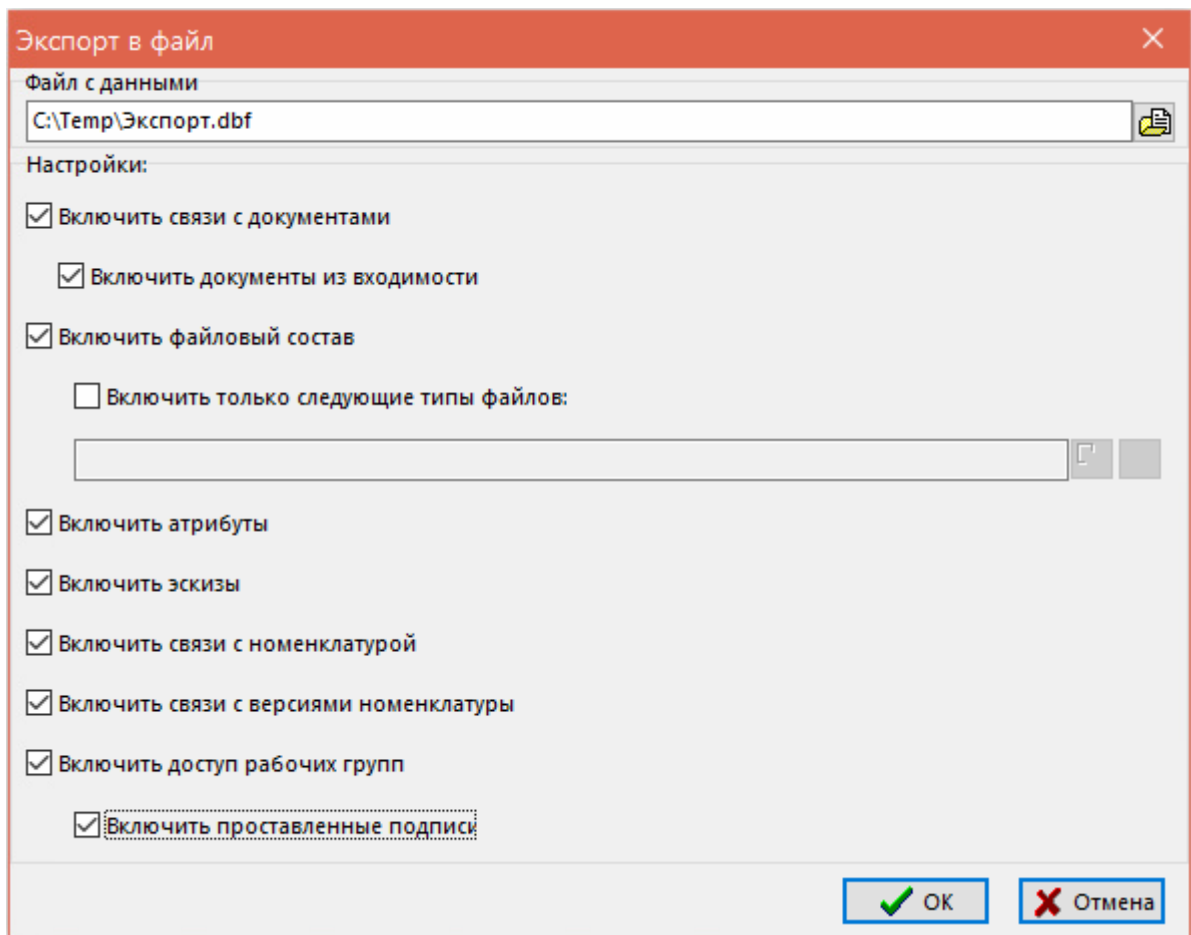 Экспорт в файл
Файл с данными
C:\Temp\Экспорт.dbf
Настройки:
Включить связи с документами
Включить документы из входимости
Включить файловый состав
Включить только следующие типы файлов:
Включить атрибуты
Включить эскизы
Включить связи с номенклатурой
Включить связи с версиями номенклатуры
Включить доступ рабочих групп
Включить проставленные подписи
ОК
Отмена